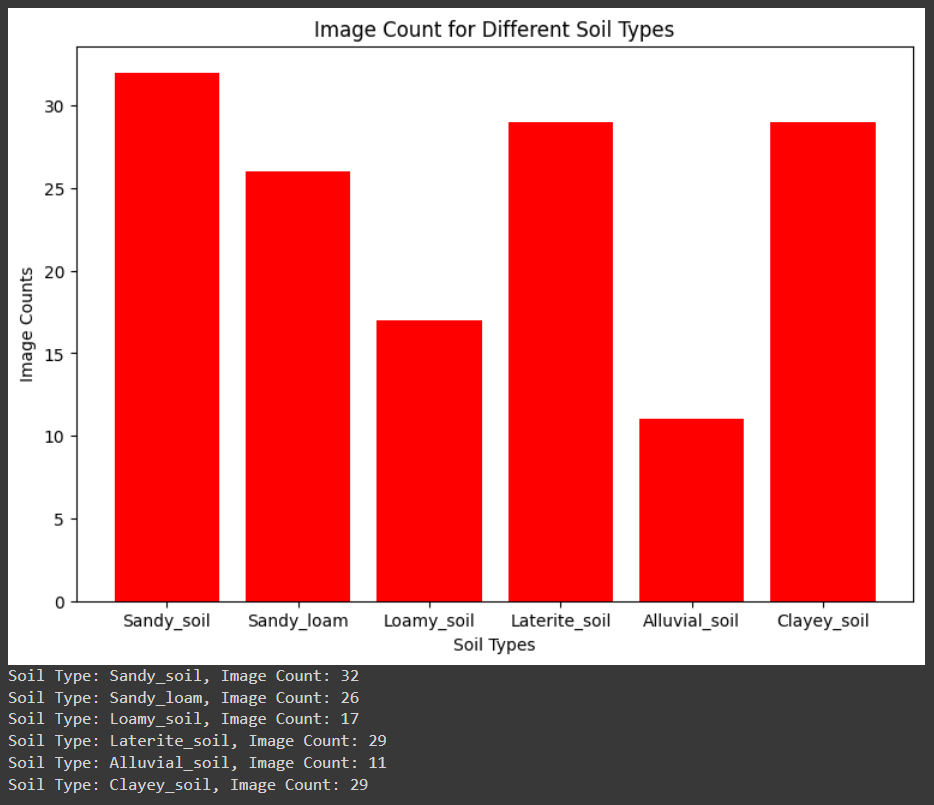 Image Count for Different Soil Types
30
25
20
15
10
5
0
Image Counts
Sandy_soil Sandy_loam Loamy_soil Laterite_soil Alluvial_soil Clayey_soil
Soil Types
Soil Type: Sandy_soil, Image Count: 32
Soil Type: Sandy_loam, Image Count: 26
Soil Type: Loamy_soil, Image Count: 17
Soil Type: Laterite_soil, Image Count: 29
Soil Type: Alluvial_soil, Image Count: 11
Soil Type: Clayey_soil, Image Count: 29